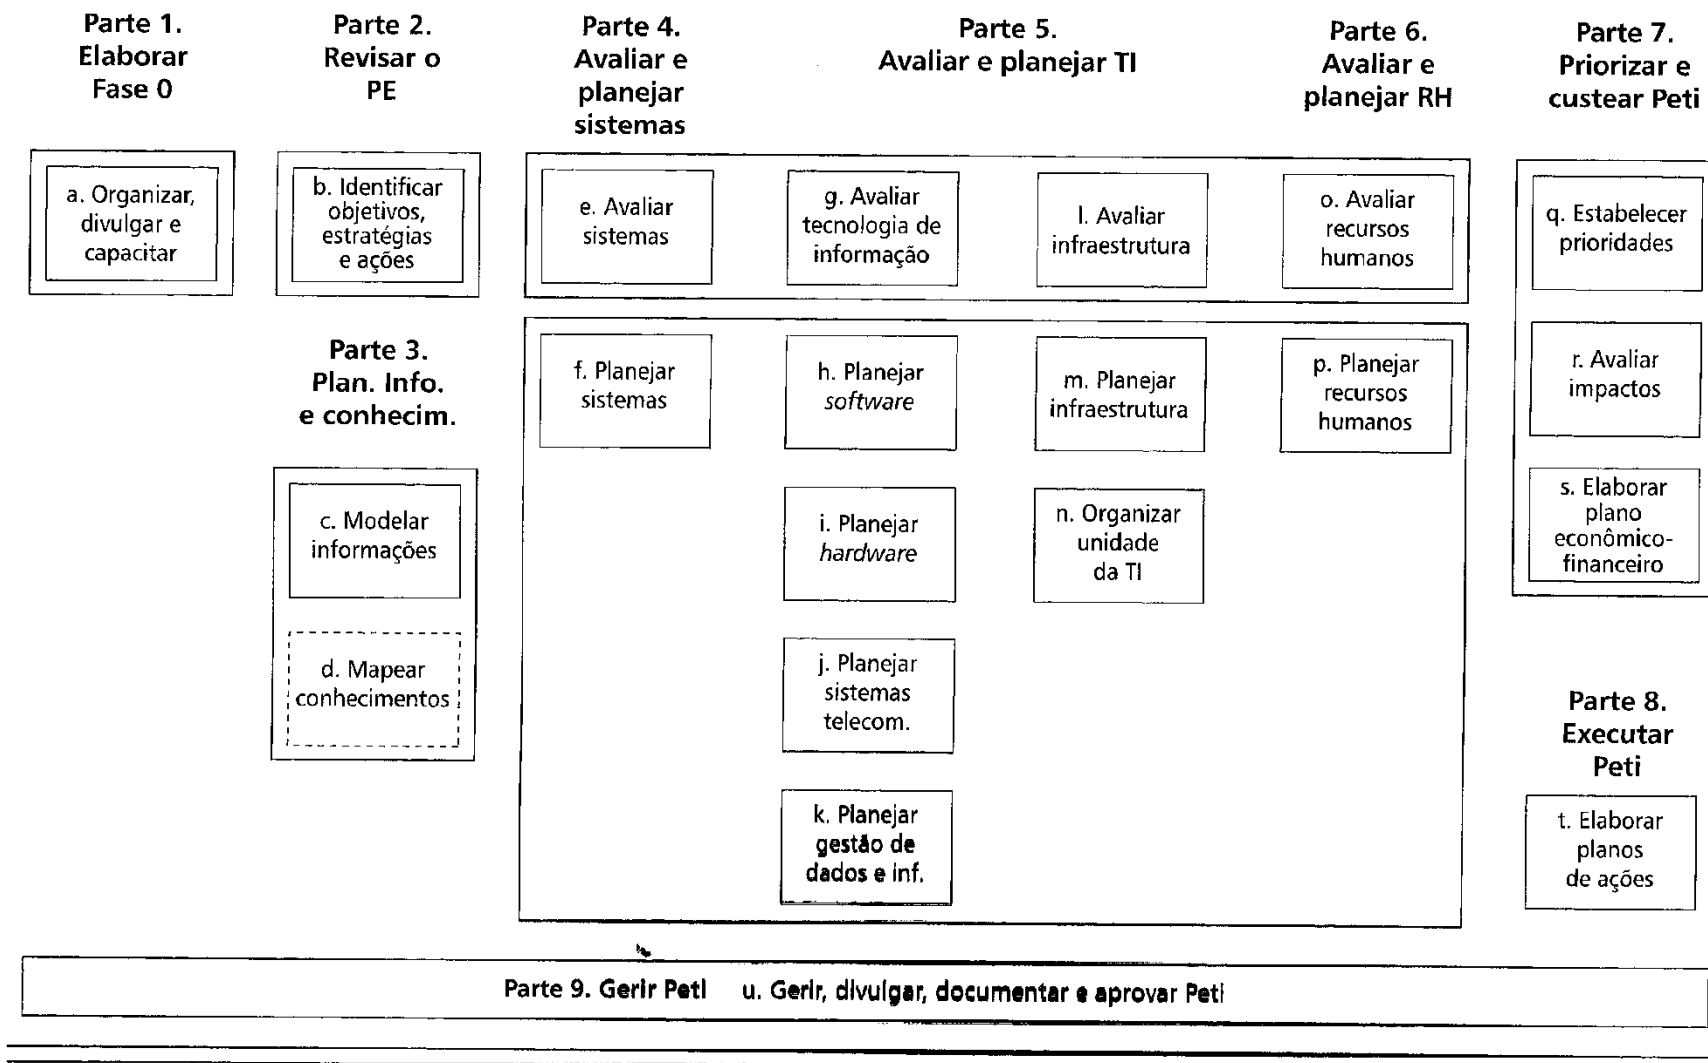 Parte 1.
Elaborar
Fase 0
a. Organizar,
divulgar e
capacitar
Parte 2.
Revisar o
PE
b. Identificar
objetivos,
estratégias
e ações
Parte 3.
Plan. Info.
e conhecim.
c. Modelar
informações
d. Mapear
conhecimentos
Parte 4.
Avaliar e
planejar
sistemas
e. Avaliar
sistemas
f. Planejar
sistemas
Parte 5.
Avaliar e planejar TI
g. Avaliar
tecnologia de
informação
h. Planejar
software
i. Planejar
hardware
j. Planejar
sistemas
telecom.
k. Planejar
gestão de
dados e inf.
l. Avaliar
infraestrutura
m. Planejar
infraestrutura
n. Organizar
unidade
da TI
Parte 6.
Avaliar e
planejar RH
o. Avaliar
recursos
humanos
p. Planejar
recursos
humanos
Parte 7.
Priorizar e
custear Peti
q. Estabelecer
prioridades
r. Avaliar
impactos
s. Elaborar
plano
econômico-
financeiro
Parte 8.
Executar
Peti
t. Elaborar
planos
de ações
Parte 9. Gerir Peti u. Gerir, divulgar, documentar e aprovar Peti